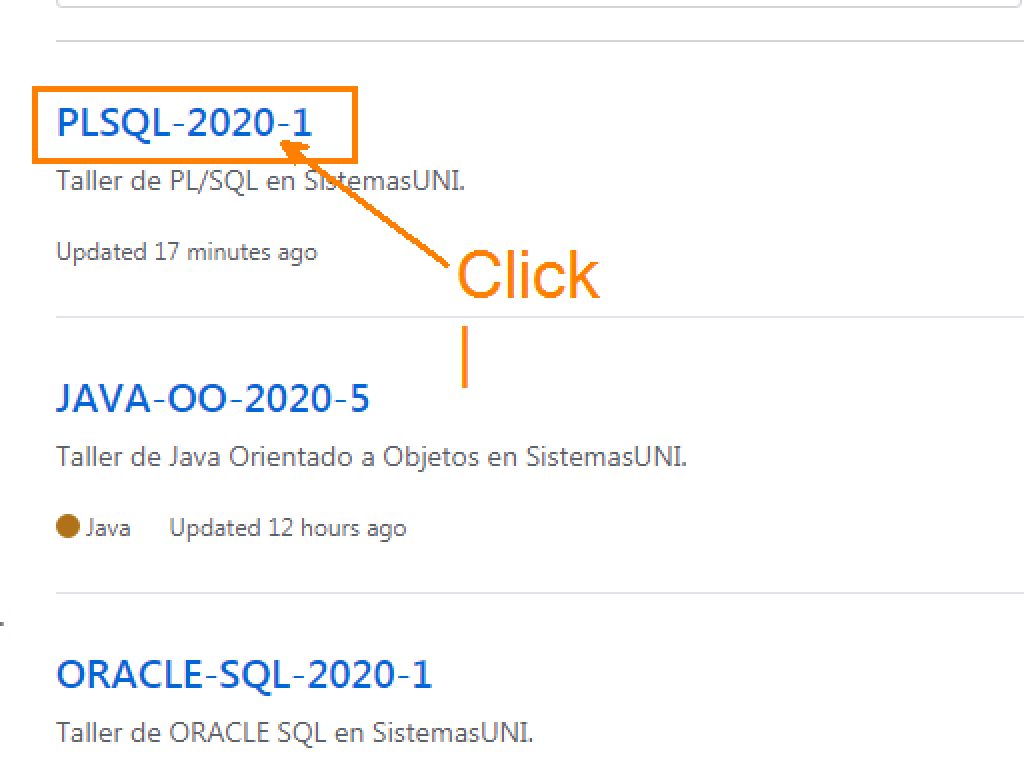 PLSQL-2020-1
Taller de PL/SQL en SistemasUNI.
Updated 17 minutes ago
Click
JAVA-OO-2020-5
Taller de Java Orientado a Objetos en SistemasUNI.
Java Updated 12 hours ago
ORACLE-SQL-2020-1
Taller de ORACLE SQL en SistemasUNI.